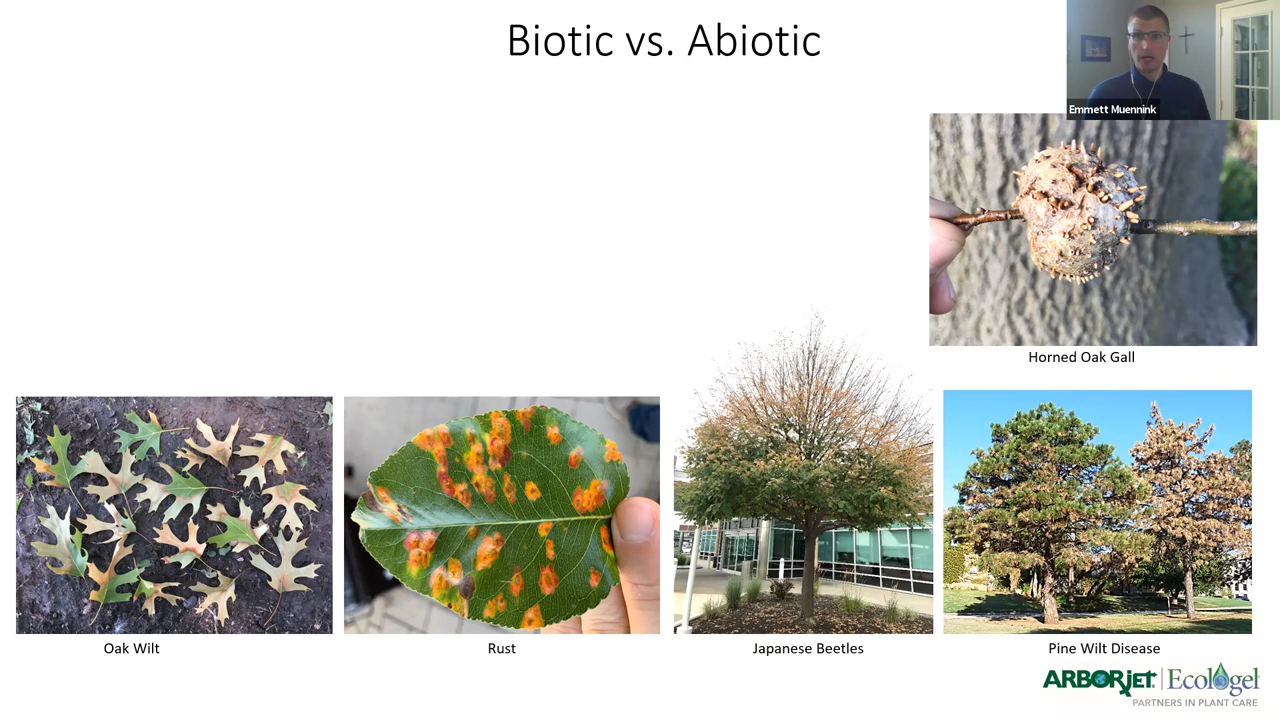 Biotic vs. Abiotic
Emmett Muennink
Horned Oak Gall
Oak Wilt
Rust
Japanese Beetles
Pine Wilt Disease
ARBORJET | Ecologel
PARTNERS IN PLANT CARE